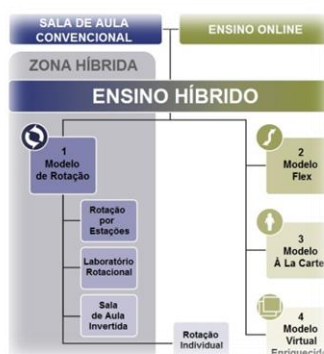 SALA DE AULA
CONVENCIONAL
ENSINO ONLINE
ZONA HÍBRIDA
ENSINO HÍBRIDO
1
Modelo
de Rotação
Rotação
por
Estações
Laboratório
Rotacional
Sala
de Aula
Invertida
Rotação
Individual
2
Modelo
Flex
3
Modelo
À La Carte
4
Modelo
Virtual
Enriquecido